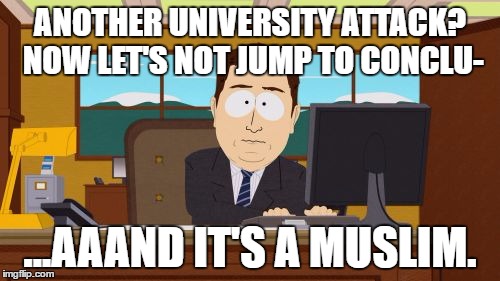 ANOTHER UNIVERSITY ATTACK?
NOW LET'S NOT JUMP TO CONCLU-
...AAAND IT'S A MUSLIM.
imgflip.com